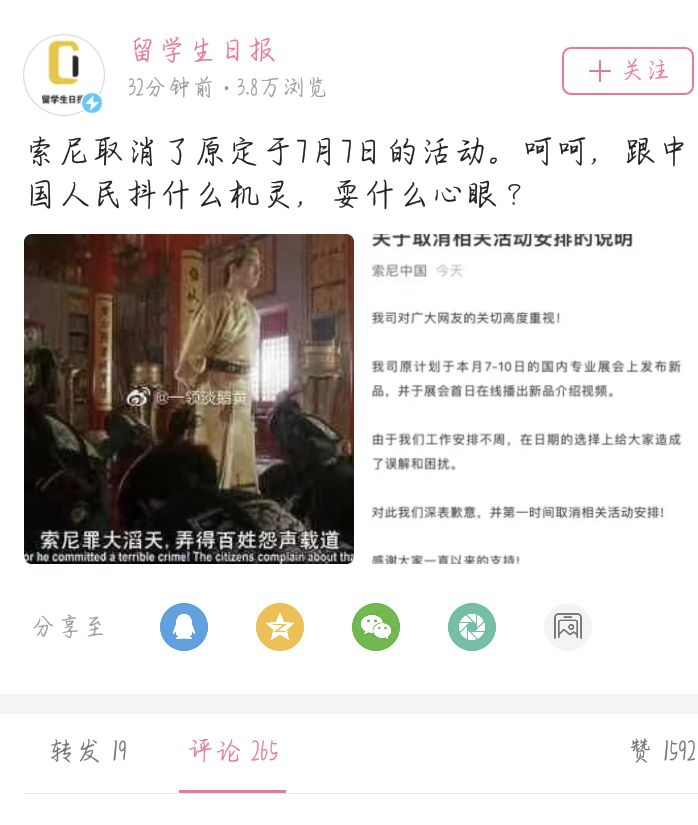 留学生日报
32分钟前·3.8万浏览
留学生日报
关注
索尼取消了原定于7月7日的活动。呵呵，跟中
国人民抖什么机灵，耍什么心眼？
@一领淡鹅黄
索尼罪大滔天，弄得百姓怨声载道
or he committed a terrible crime! The citizens complain about tha
关于取消相关活动安排的说明
索尼中国 今天
我司对广大网友的关切高度重视！
我司原计划于本月7-10日的国内专业展会上发布新
品，并于展会首日在线播出新品介绍视频。
由于我们工作安排不周，在日期的选择上给大家造成
了误解和困扰。
对此我们深表歉意，并第一时间取消相关活动安排!
感谢大家一直以来的支持!
分享至
转发 19
评论 265
赞 1592